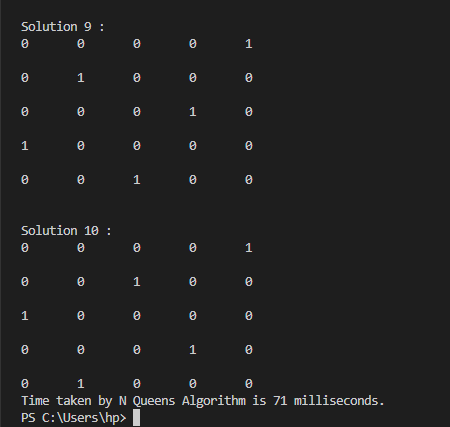 Solution 9 :
0 0 0 0 1
0 1 0 0 0
0 0 0 1 0
1 0 0 0 0
0 0 1 0 0
Solution 10 :
0 0 0 0 1
0 0 1 0 0
1 0 0 0 0
0 0 0 1 0
0 1 0 0 0
Time taken by N Queens Algorithm is 71 milliseconds.
PS C:\Users\hp>